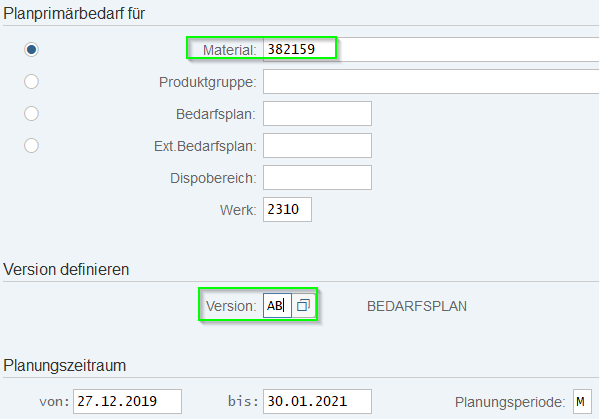 Planprimärbedarf für
Material: 382159
Produktgruppe:
Bedarfsplan:
Ext.Bedarfsplan:
Dispobereich:
Werk: 2310
Version definieren
Version: AB BEDARFSPLAN
Planungszeitraum
von: 27.12.2019 bis: 30.01.2021 Planungsperiode: M